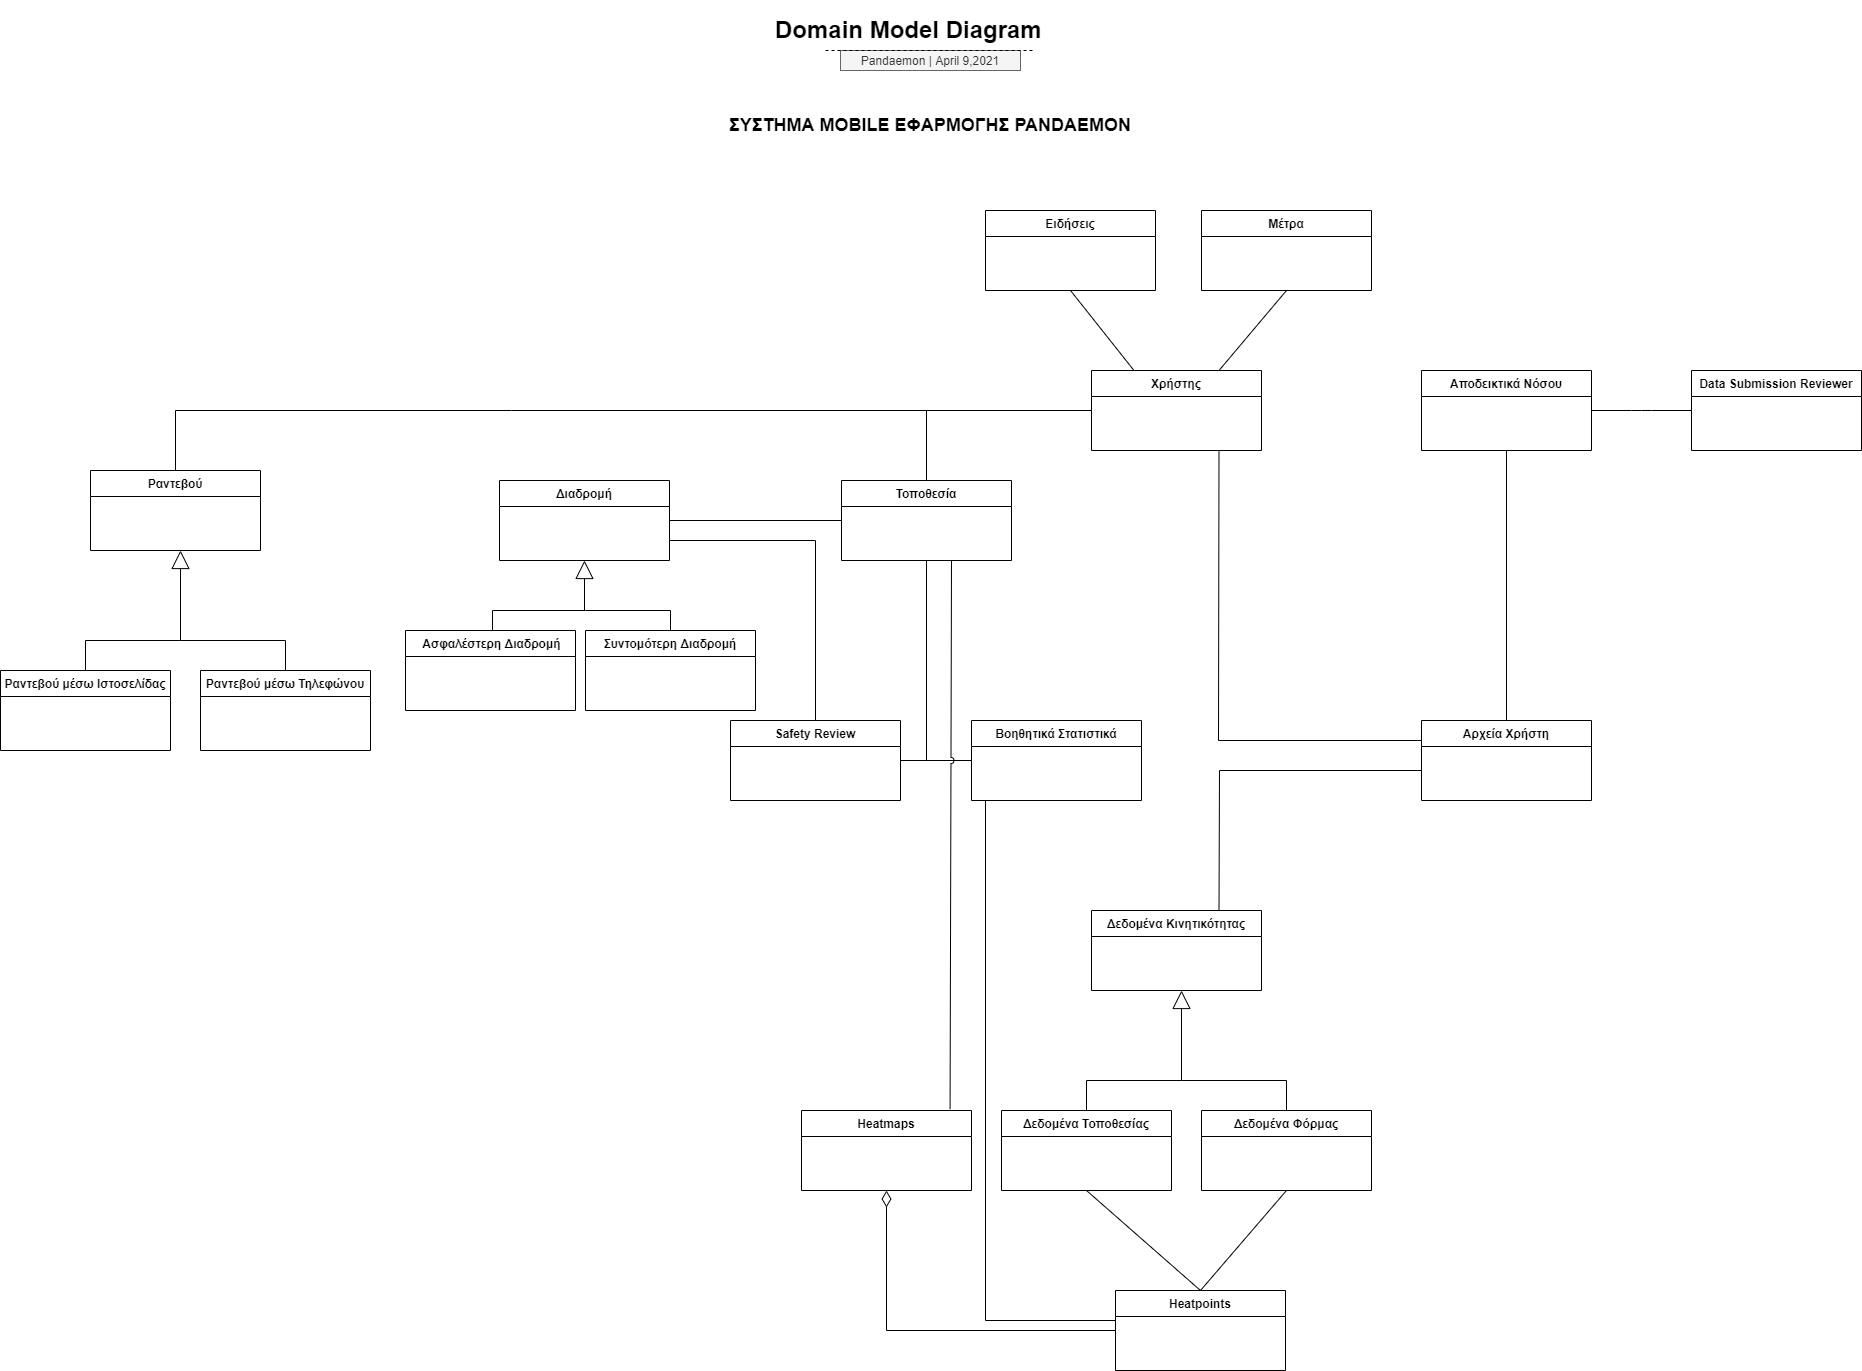 Domain Model Diagram
Pandaemon | April 9,2021
ΣΥΣΤΗΜΑ MOBILE ΕΦΑΡΜΟΓΗΣ PANDAEMON
Ειδήσεις
Μέτρα
Χρήστης
Αποδεικτικά Νόσου
Data Submission Reviewer
Ραντεβού
Διαδρομή
Τοποθεσία
Ασφαλέστερη Διαδρομή
Συντομότερη Διαδρομή
Ραντεβού μέσω Ιστοσελίδας
Ραντεβού μέσω Τηλεφώνου
Safety Review
Βοηθητικά Στατιστικά
Αρχεία Χρήστη
Δεδομένα Κινητικότητας
Heatmaps
Δεδομένα Τοποθεσίας
Δεδομένα Φόρμας
Heatpoints